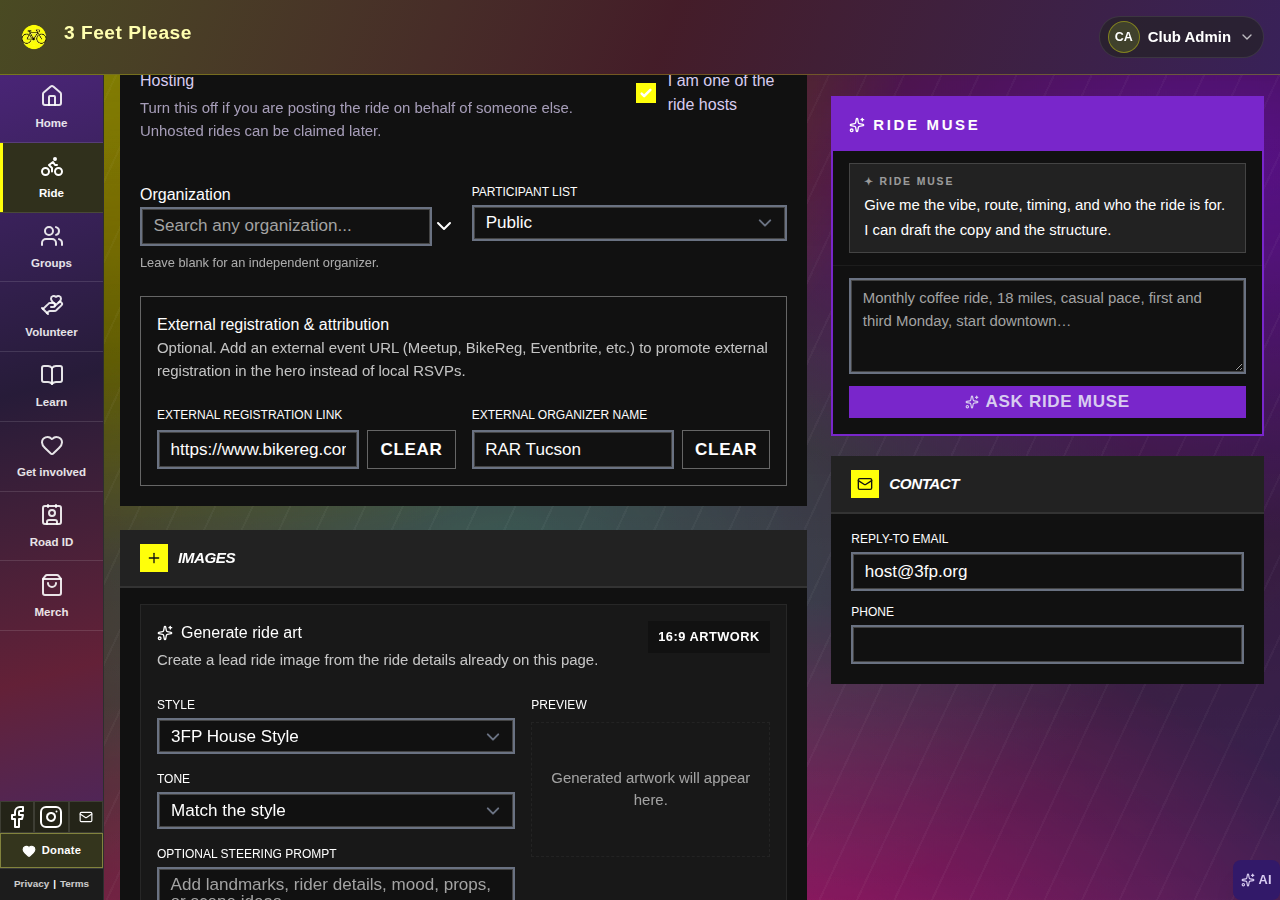 3 Feet Please
CA Club Admin
Home
Ride
Groups
Volunteer
Learn
Get involved
Road ID
Merch
Donate
Privacy | Terms
Hosting
Turn this off if you are posting the ride on behalf of someone else.
Unhosted rides can be claimed later.
I am one of the
ride hosts
Organization
Search any organization...
Leave blank for an independent organizer.
PARTICIPANT LIST
Public
External registration & attribution
Optional. Add an external event URL (Meetup, BikeReg, Eventbrite, etc.) to promote external
registration in the hero instead of local RSVPs.
EXTERNAL REGISTRATION LINK
https://www.bikereg.cor
CLEAR
EXTERNAL ORGANIZER NAME
RAR Tucson
CLEAR
IMAGES
Generate ride art
16:9 ARTWORK
Create a lead ride image from the ride details already on this page.
STYLE
3FP House Style
TONE
Match the style
OPTIONAL STEERING PROMPT
Add landmarks, rider details, mood, props,
or scene ideas
PREVIEW
Generated artwork will appear
here.
RIDE MUSE
✦ RIDE MUSE
Give me the vibe, route, timing, and who the ride is for.
I can draft the copy and the structure.
Monthly coffee ride, 18 miles, casual pace, first and
third Monday, start downtown…
ASK RIDE MUSE
CONTACT
REPLY-TO EMAIL
host@3fp.org
PHONE
AI